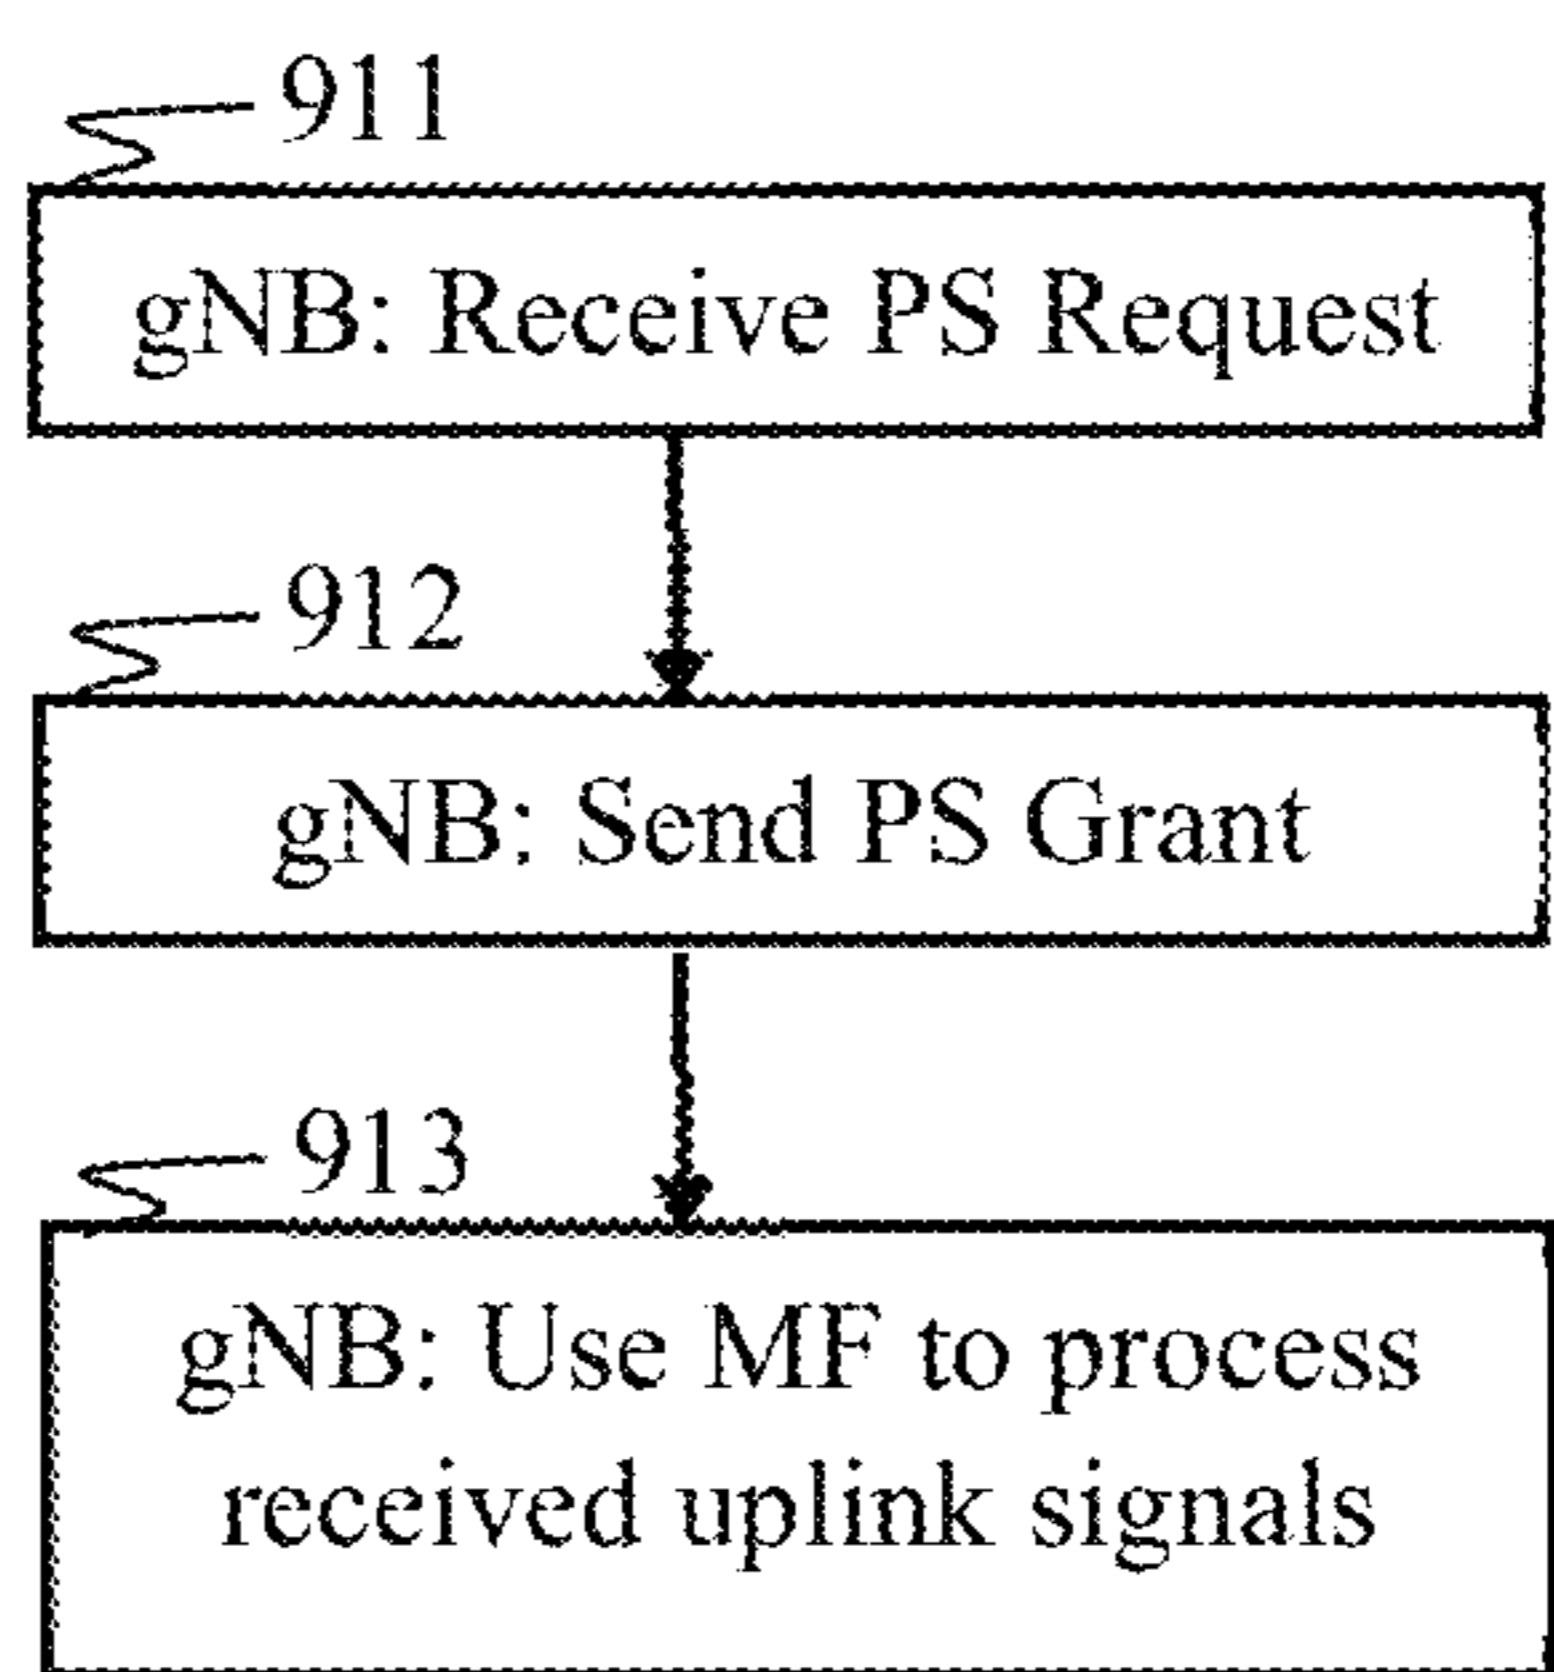 911
gNB: Receive PS Request
912
gNB: Send PS Grant
913
gNB: Use MF to process
received uplink signals